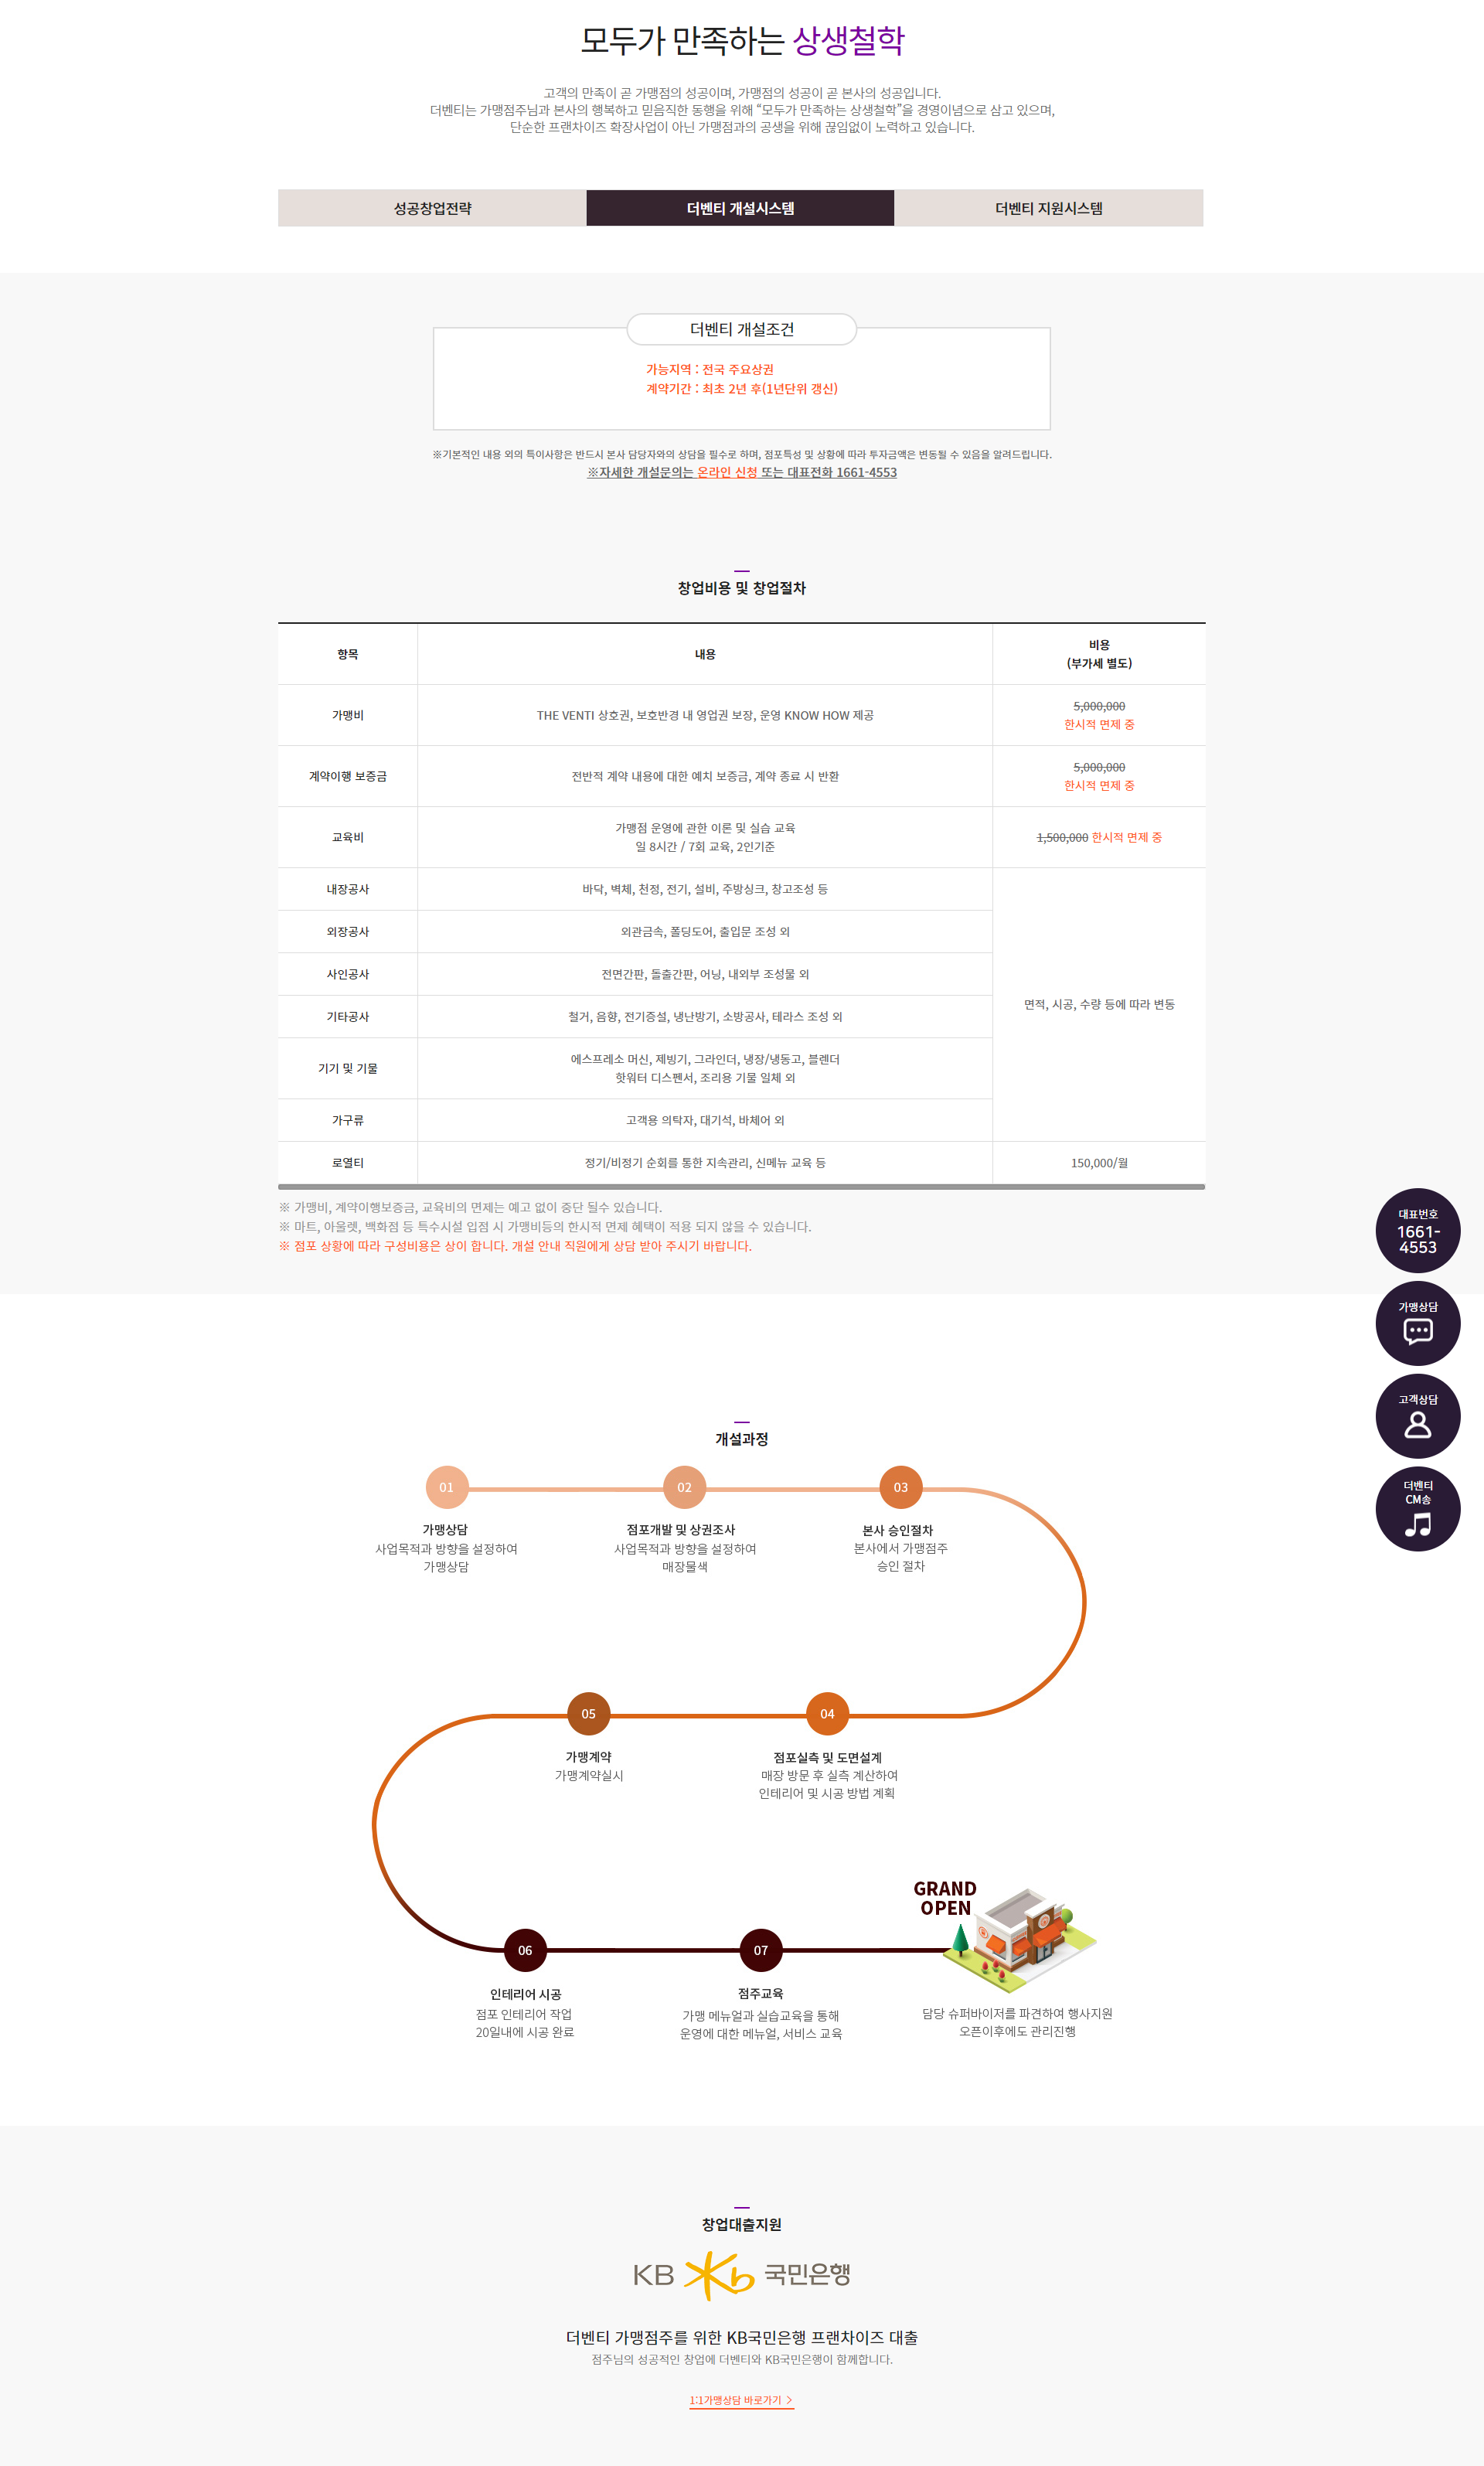 모두가 만족하는 상생철학
고객의 만족이 곧 가맹점의 성공이며, 가맹점의 성공이 곧 본사의 성공입니다.
더벤티는 가맹점주님과 본사의 행복하고 믿음직한 동행을 위해 “모두가 만족하는 상생철학”을 경영이념으로 삼고 있으며,
단순한 프랜차이즈 확장사업이 아닌 가맹점과의 공생을 위해 끊임없이 노력하고 있습니다.
성공창업전략
더벤티 개설시스템
더벤티 지원시스템
더벤티 개설조건
가능지역 : 전국 주요상권
계약기간 : 최초 2년 후(1년단위 갱신)
※기본적인 내용 외의 특이사항은 반드시 본사 담당자와의 상담을 필수로 하며, 점포특성 및 상황에 따라 투자금액은 변동될 수 있음을 알려드립니다.
※자세한 개설문의는 온라인 신청 또는 대표전화 1661-4553
창업비용 및 창업절차
항목
내용
비용
(부가세 별도)
가맹비
THE VENTI 상호권, 보호반경 내 영업권 보장, 운영 KNOW HOW 제공
5,000,000
한시적 면제 중
계약이행 보증금
전반적 계약 내용에 대한 예치 보증금, 계약 종료 시 반환
5,000,000
한시적 면제 중
교육비
가맹점 운영에 관한 이론 및 실습 교육
일 8시간 / 7회 교육, 2인기준
1,500,000 한시적 면제 중
내장공사
바닥, 벽체, 천정, 전기, 설비, 주방싱크, 창고조성 등
외장공사
외관금속, 폴딩도어, 출입문 조성 외
사인공사
전면간판, 돌출간판, 어닝, 내외부 조성물 외
기타공사
철거, 음향, 전기증설, 냉난방기, 소방공사, 테라스 조성 외
면적, 시공, 수량 등에 따라 변동
기기 및 기물
에스프레소 머신, 제빙기, 그라인더, 냉장/냉동고, 블렌더
핫워터 디스펜서, 조리용 기물 일체 외
가구류
고객용 의탁자, 대기석, 바체어 외
로열티
정기/비정기 순회를 통한 지속관리, 신메뉴 교육 등
150,000/월
※ 가맹비, 계약이행보증금, 교육비의 면제는 예고 없이 중단 될수 있습니다.
※ 마트, 아울렛, 백화점 등 특수시설 입점 시 가맹비등의 한시적 면제 혜택이 적용 되지 않을 수 있습니다.
※ 점포 상황에 따라 구성비용은 상이 합니다. 개설 안내 직원에게 상담 받아 주시기 바랍니다.
대표번호
1661-
4553
가맹상담
고객상담
더벤티
CM송
개설과정
01
02
03
가맹상담
사업목적과 방향을 설정하여
가맹상담
점포개발 및 상권조사
사업목적과 방향을 설정하여
매장물색
본사 승인절차
본사에서 가맹점주
승인 절차
05
04
가맹계약
가맹계약실시
점포실측 및 도면설계
매장 방문 후 실측 계산하여
인테리어 및 시공 방법 계획
GRAND
OPEN
06
07
인테리어 시공
점포 인테리어 작업
20일내에 시공 완료
점주교육
가맹 메뉴얼과 실습교육을 통해
운영에 대한 메뉴얼, 서비스 교육
담당 슈퍼바이저를 파견하여 행사지원
오픈이후에도 관리진행
창업대출지원
KB 국민은행
더벤티 가맹점주를 위한 KB국민은행 프랜차이즈 대출
점주님의 성공적인 창업에 더벤티와 KB국민은행이 함께합니다.
1:1가맹상담 바로가기 >